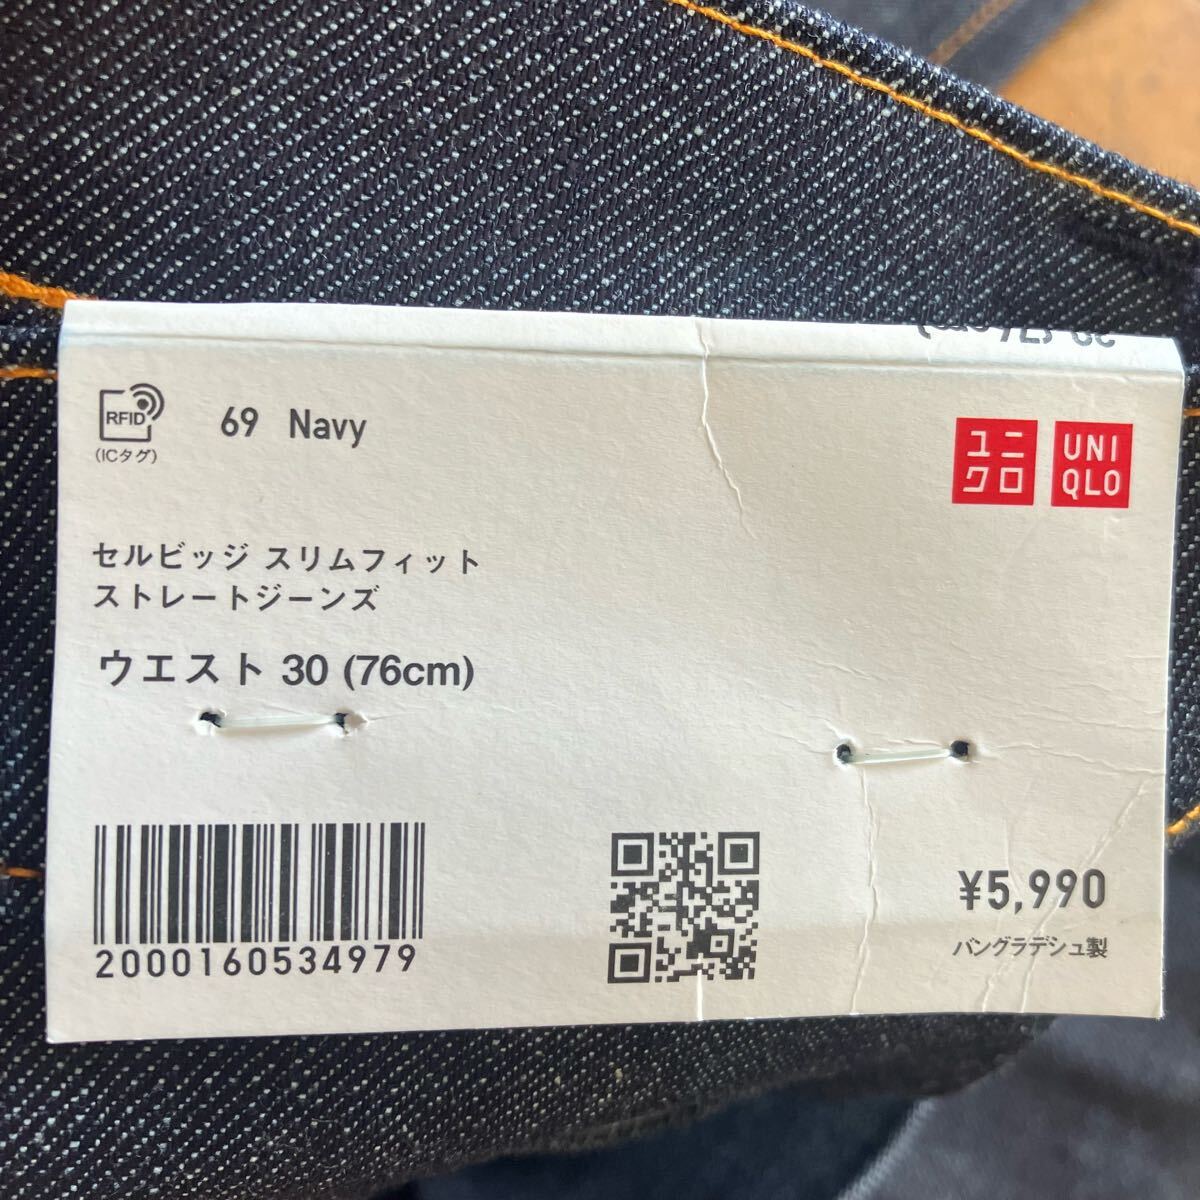 RFID
(ICタグ)
69 Navy
ユニ
クロ
UNI
QLO
セルビッジ スリムフィット
ストレートジーンズ
ウエスト 30 (76cm)
2000160534979
¥5,990
バングラデシュ製